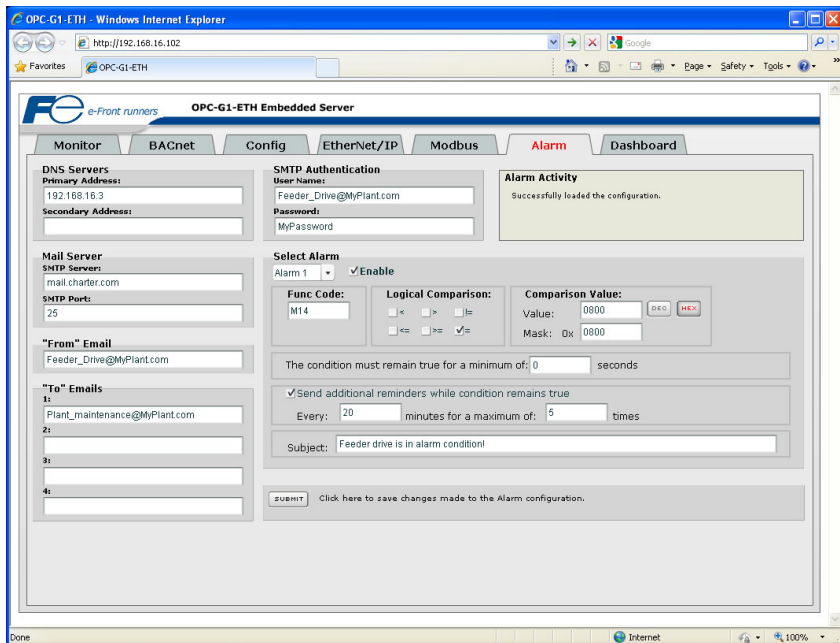 OPC-G1-ETH - Windows Internet Explorer
http://192.168.16.102
Google
Favorites
OPC-G1-ETH
Page
Safety
Tools
»
Fe
e-Front runners
OPC-G1-ETH Embedded Server
Monitor
BACnet
Config
EtherNet/IP
Modbus
Alarm
Dashboard
DNS Servers
Primary Address:
192.168.16.3
Secondary Address:
SMTP Authentication
User Name:
Feeder_Drive@MyPlant.com
Password:
MyPassword
Alarm Activity
Successfully loaded the configuration.
Mail Server
SMTP Server:
mail.charter.com
SMTP Port:
25
"From" Email
Feeder_Drive@MyPlant.com
"To" Emails
1:
Plant_maintenance@MyPlant.com
2:
3:
4:
Select Alarm
Alarm 1
Enable
Func Code:
M14
Logical Comparison:
< > !=
<= >= =
Comparison Value:
Value: 0800 DEC HEX
Mask: 0x 0800
The condition must remain true for a minimum of: 0 seconds
Send additional reminders while condition remains true
Every: 20 minutes for a maximum of: 5 times
Subject: Feeder drive is in alarm condition!
SUBMIT Click here to save changes made to the Alarm configuration.
Done
Internet
100%